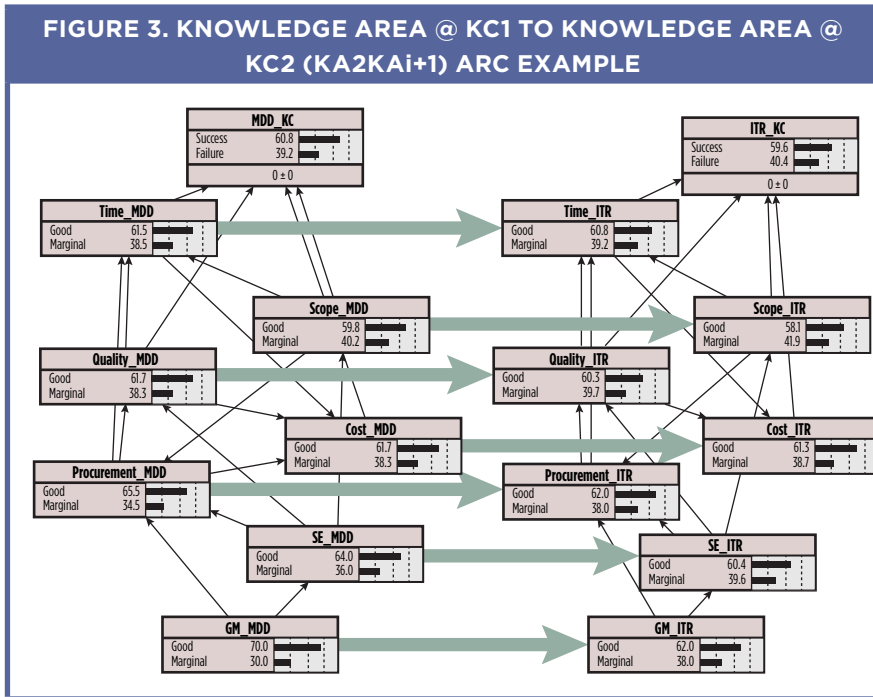 FIGURE 3. KNOWLEDGE AREA @ KC1 TO KNOWLEDGE AREA @
KC2 (KA2KAi+1) ARC EXAMPLE
MDD_KC
Success 60.8
Failure 39.2
0 ± 0
ITR_KC
Success 59.6
Failure 40.4
0 ± 0
Time_MDD
Good 61.5
Marginal 38.5
Time_ITR
Good 60.8
Marginal 39.2
Scope_MDD
Good 59.8
Marginal 40.2
Scope_ITR
Good 58.1
Marginal 41.9
Quality_MDD
Good 61.7
Marginal 38.3
Quality_ITR
Good 60.3
Marginal 39.7
Cost_MDD
Good 61.7
Marginal 38.3
Cost_ITR
Good 61.3
Marginal 38.7
Procurement_MDD
Good 65.5
Marginal 34.5
Procurement_ITR
Good 62.0
Marginal 38.0
SE_MDD
Good 64.0
Marginal 36.0
SE_ITR
Good 60.4
Marginal 39.6
GM_MDD
Good 70.0
Marginal 30.0
GM_ITR
Good 62.0
Marginal 38.0